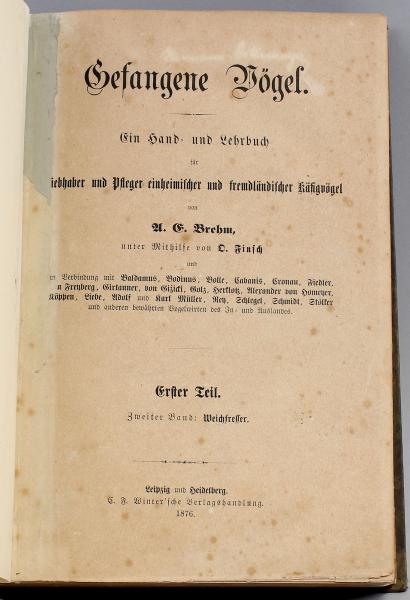 Gefangene Vögel.
Ein Hand- und Lehrbuch
für
iebhaber und Pfleger einheimischer und fremdländischer Käfigvögel
von
A. E. Brehm,
unter Mithilfe von O. Finsch
und
in Verbindung mit Baldamus, Bodinus, Bolle, Cabanis, Cronau, Fiedler,
n Freyberg, Girtanner, von Gizicki, Golz, Herklotz, Alexander von Homeyer,
Köppen, Liebe, Adolf und Karl Müller, Rey, Schlegel, Schmidt, Stölker
und anderen bewährten Vogelwirten des In- und Auslandes.
Erster Teil.
Zweiter Band: Weichfresser.
Leipzig und Heidelberg.
C. F. Winter'sche Verlagshandlung.
1876.